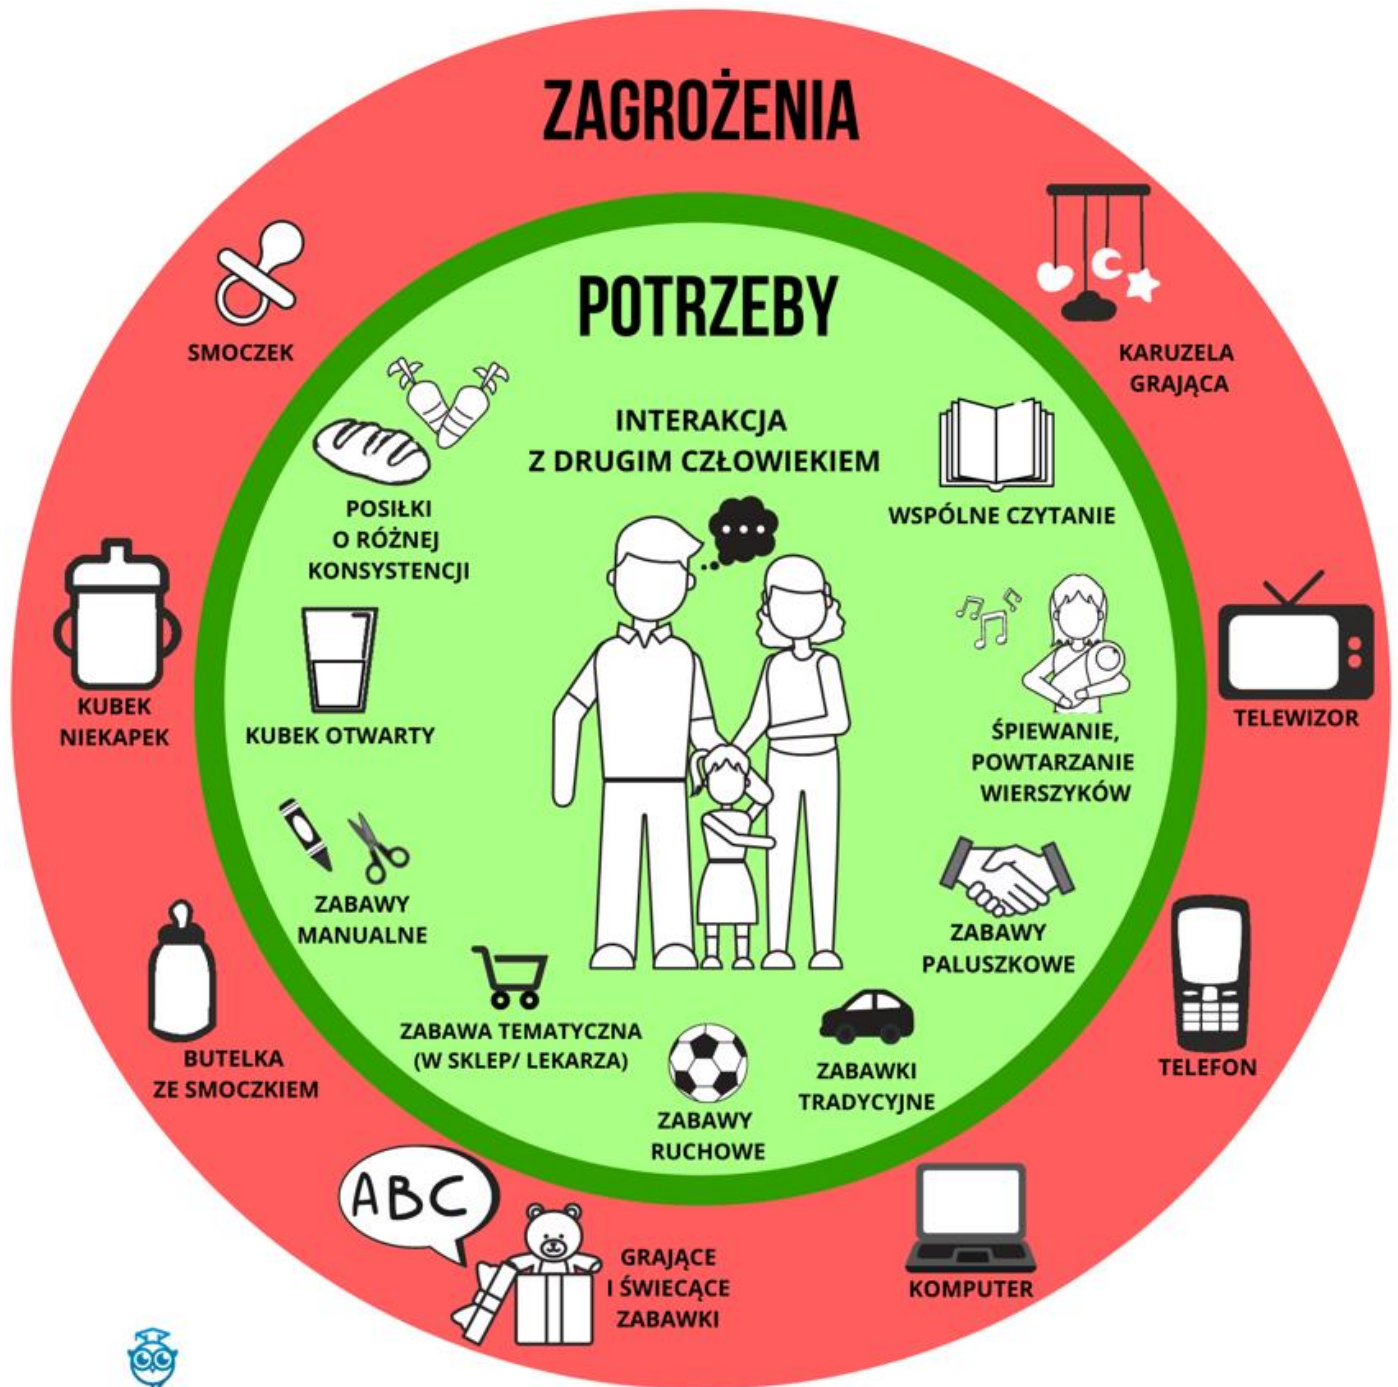 ZAGROŻENIA
SMOCZEK
KARUZELA
GRAJĄCA
KUBEK
NIEKAPEK
TELEWIZOR
BUTELKA
ZE SMOCZKIEM
TELEFON
ABC
GRAJĄCE
I ŚWIECĄCE
ZABAWKI
KOMPUTER
POTRZEBY
INTERAKCJA
Z DRUGIM CZŁOWIEKIEM
POSIŁKI
O RÓŻNEJ
KONSYSTENCJI
WSPÓLNE CZYTANIE
KUBEK OTWARTY
ŚPIEWANIE,
POWTARZANIE
WIERSZYKÓW
ZABAWY
MANUALNE
ZABAWY
PALUSZKOWE
ZABAWA TEMATYCZNA
(W SKLEP/ LEKARZA)
ZABAWY
RUCHOWE
ZABAWKI
TRADYCYJNE